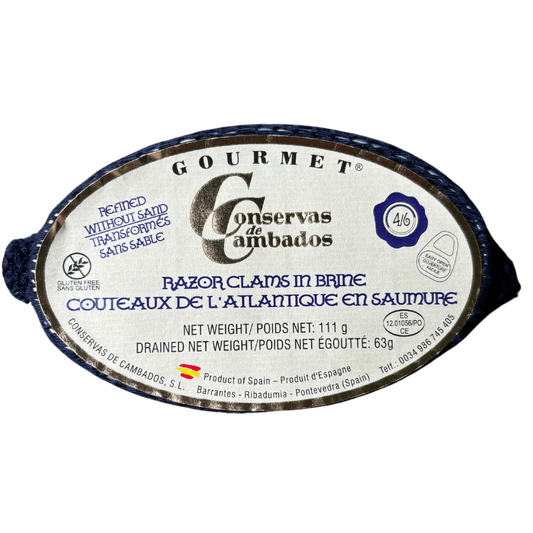 GOURMET®
Conservas
de
Cambados
REFINED
WITHOUT SAND
TRANSFORMÉS
SANS SABLE
4/6
GLUTEN FREE
SANS GLUTEN
EASY OPEN
OUVERTURE
FACILE
RAZOR CLAMS IN BRINE
COUTEAUX DE L'ATLANTIQUE EN SAUMURE
NET WEIGHT/ POIDS NET: 111 g
DRAINED NET WEIGHT/POIDS NET ÉGOUTTÉ: 63g
ES
12.01056/PO
CE
CONSERVAS DE CAMBADOS, S.L.
Product of Spain – Produit d'Espagne
Barrantes - Ribadumia - Pontevedra (Spain)
Telf.: 0034 986 745 405